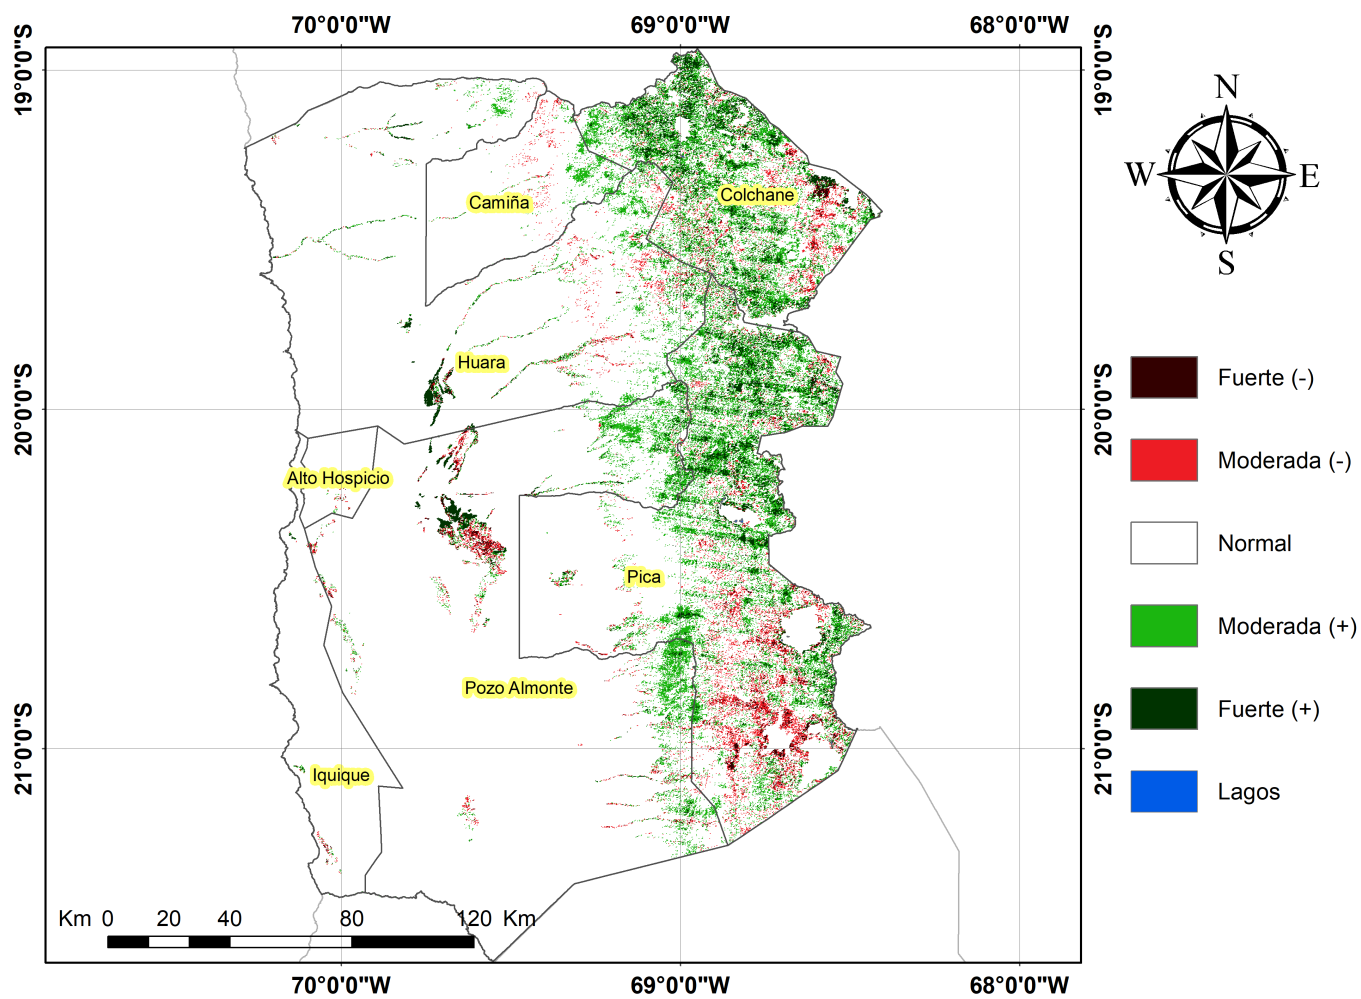 70°0'0"W
69°0'0"W
68°0'0"W
19°0'0"S
19°0'0"S
N
W
E
S
Colchane
Camiña
Huara
20°0'0"S
20°0'0"S
Alto Hospicio
Pica
Pozo Almonte
Iquique
21°0'0"S
21°0'0"S
Fuerte (-)
Moderada (-)
Normal
Moderada (+)
Fuerte (+)
Lagos
Km 0 20 40 80 120 Km
70°0'0"W
69°0'0"W
68°0'0"W